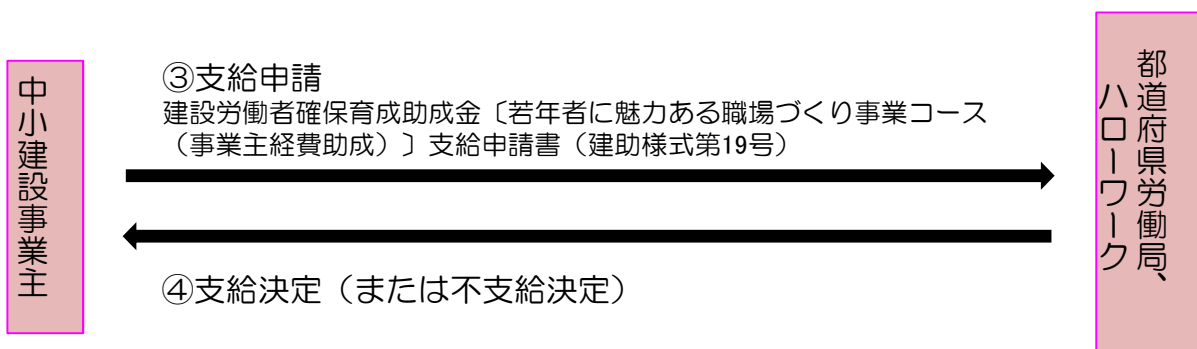 中小建設事業主
③支給申請
建設労働者確保育成助成金〔若年者に魅力ある職場づくり事業コース
（事業主経費助成）〕支給申請書（建助様式第19号）
④支給決定（または不支給決定）
都道府県労働局、
ハローワーク